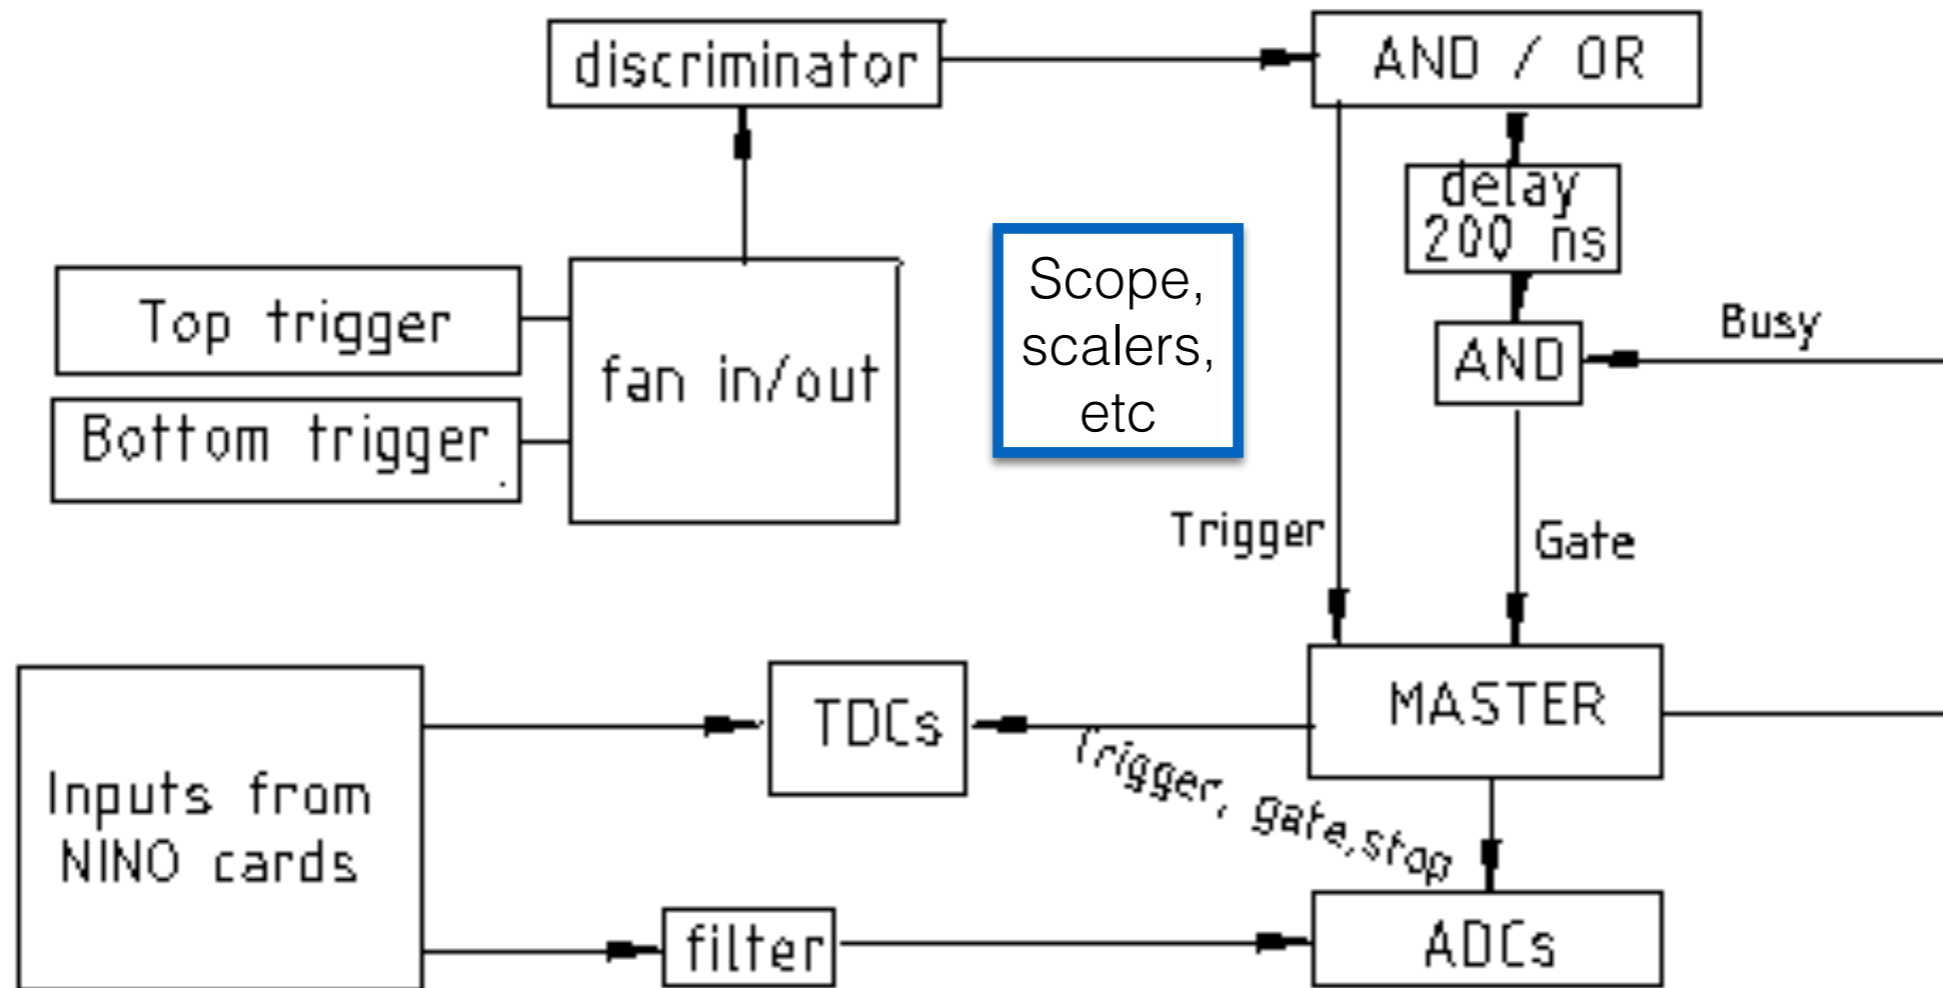 discriminator
AND / OR
delay
200 ns
Top trigger
Bottom trigger
fan in/out
Scope,
scalers,
etc
AND
Busy
Trigger
Gate
Inputs from
NINO cards
TDCs
MASTER
Trigger, gate,stop
filter
ADCs